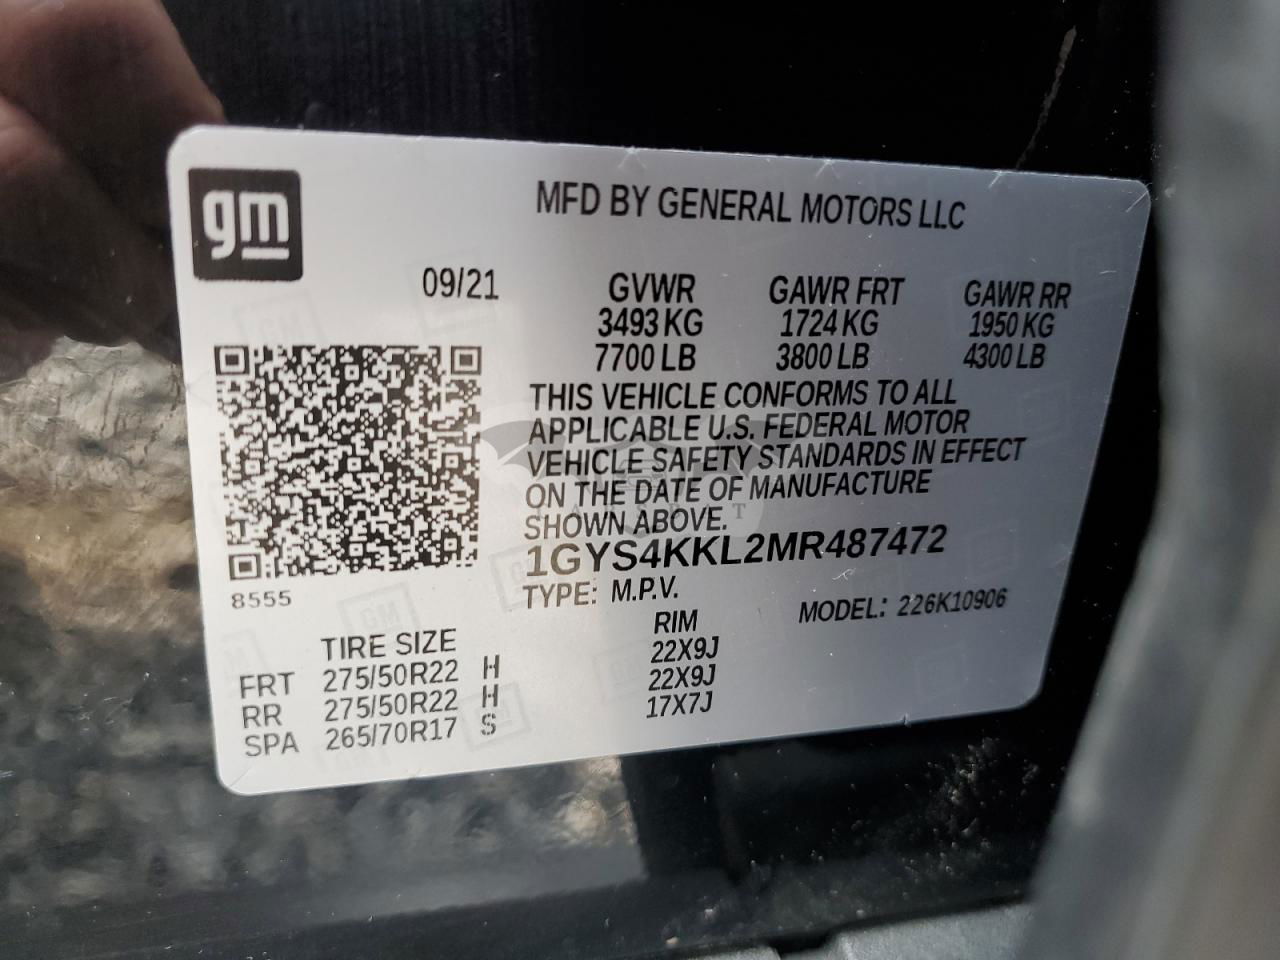 gm
MFD BY GENERAL MOTORS LLC
09/21 GVWR GAWR FRT GAWR RR
3493 KG 1724 KG 1950 KG
7700 LB 3800 LB 4300 LB
THIS VEHICLE CONFORMS TO ALL
APPLICABLE U.S. FEDERAL MOTOR
VEHICLE SAFETY STANDARDS IN EFFECT
ON THE DATE OF MANUFACTURE
SHOWN ABOVE.
1GYS4KKL2MR487472
8555
TYPE: M.P.V. MODEL: 226K10906
TIRE SIZE RIM
FRT 275/50R22 H 22X9J
RR 275/50R22 H 22X9J
SPA 265/70R17 S 17X7J